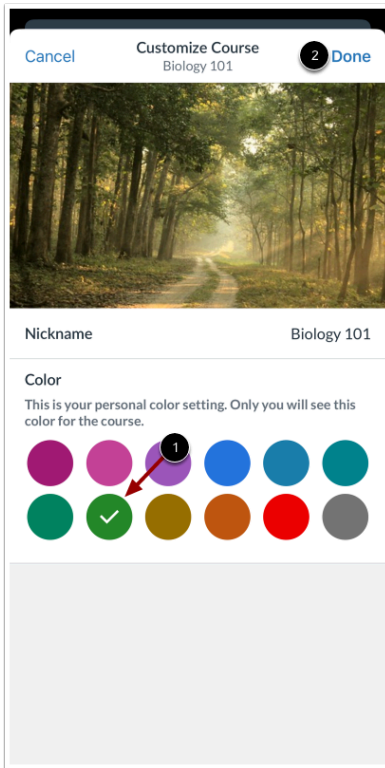 Cancel
Customize Course
Biology 101
2
Done
Nickname
Biology 101
Color
This is your personal color setting. Only you will see this
color for the course.
1